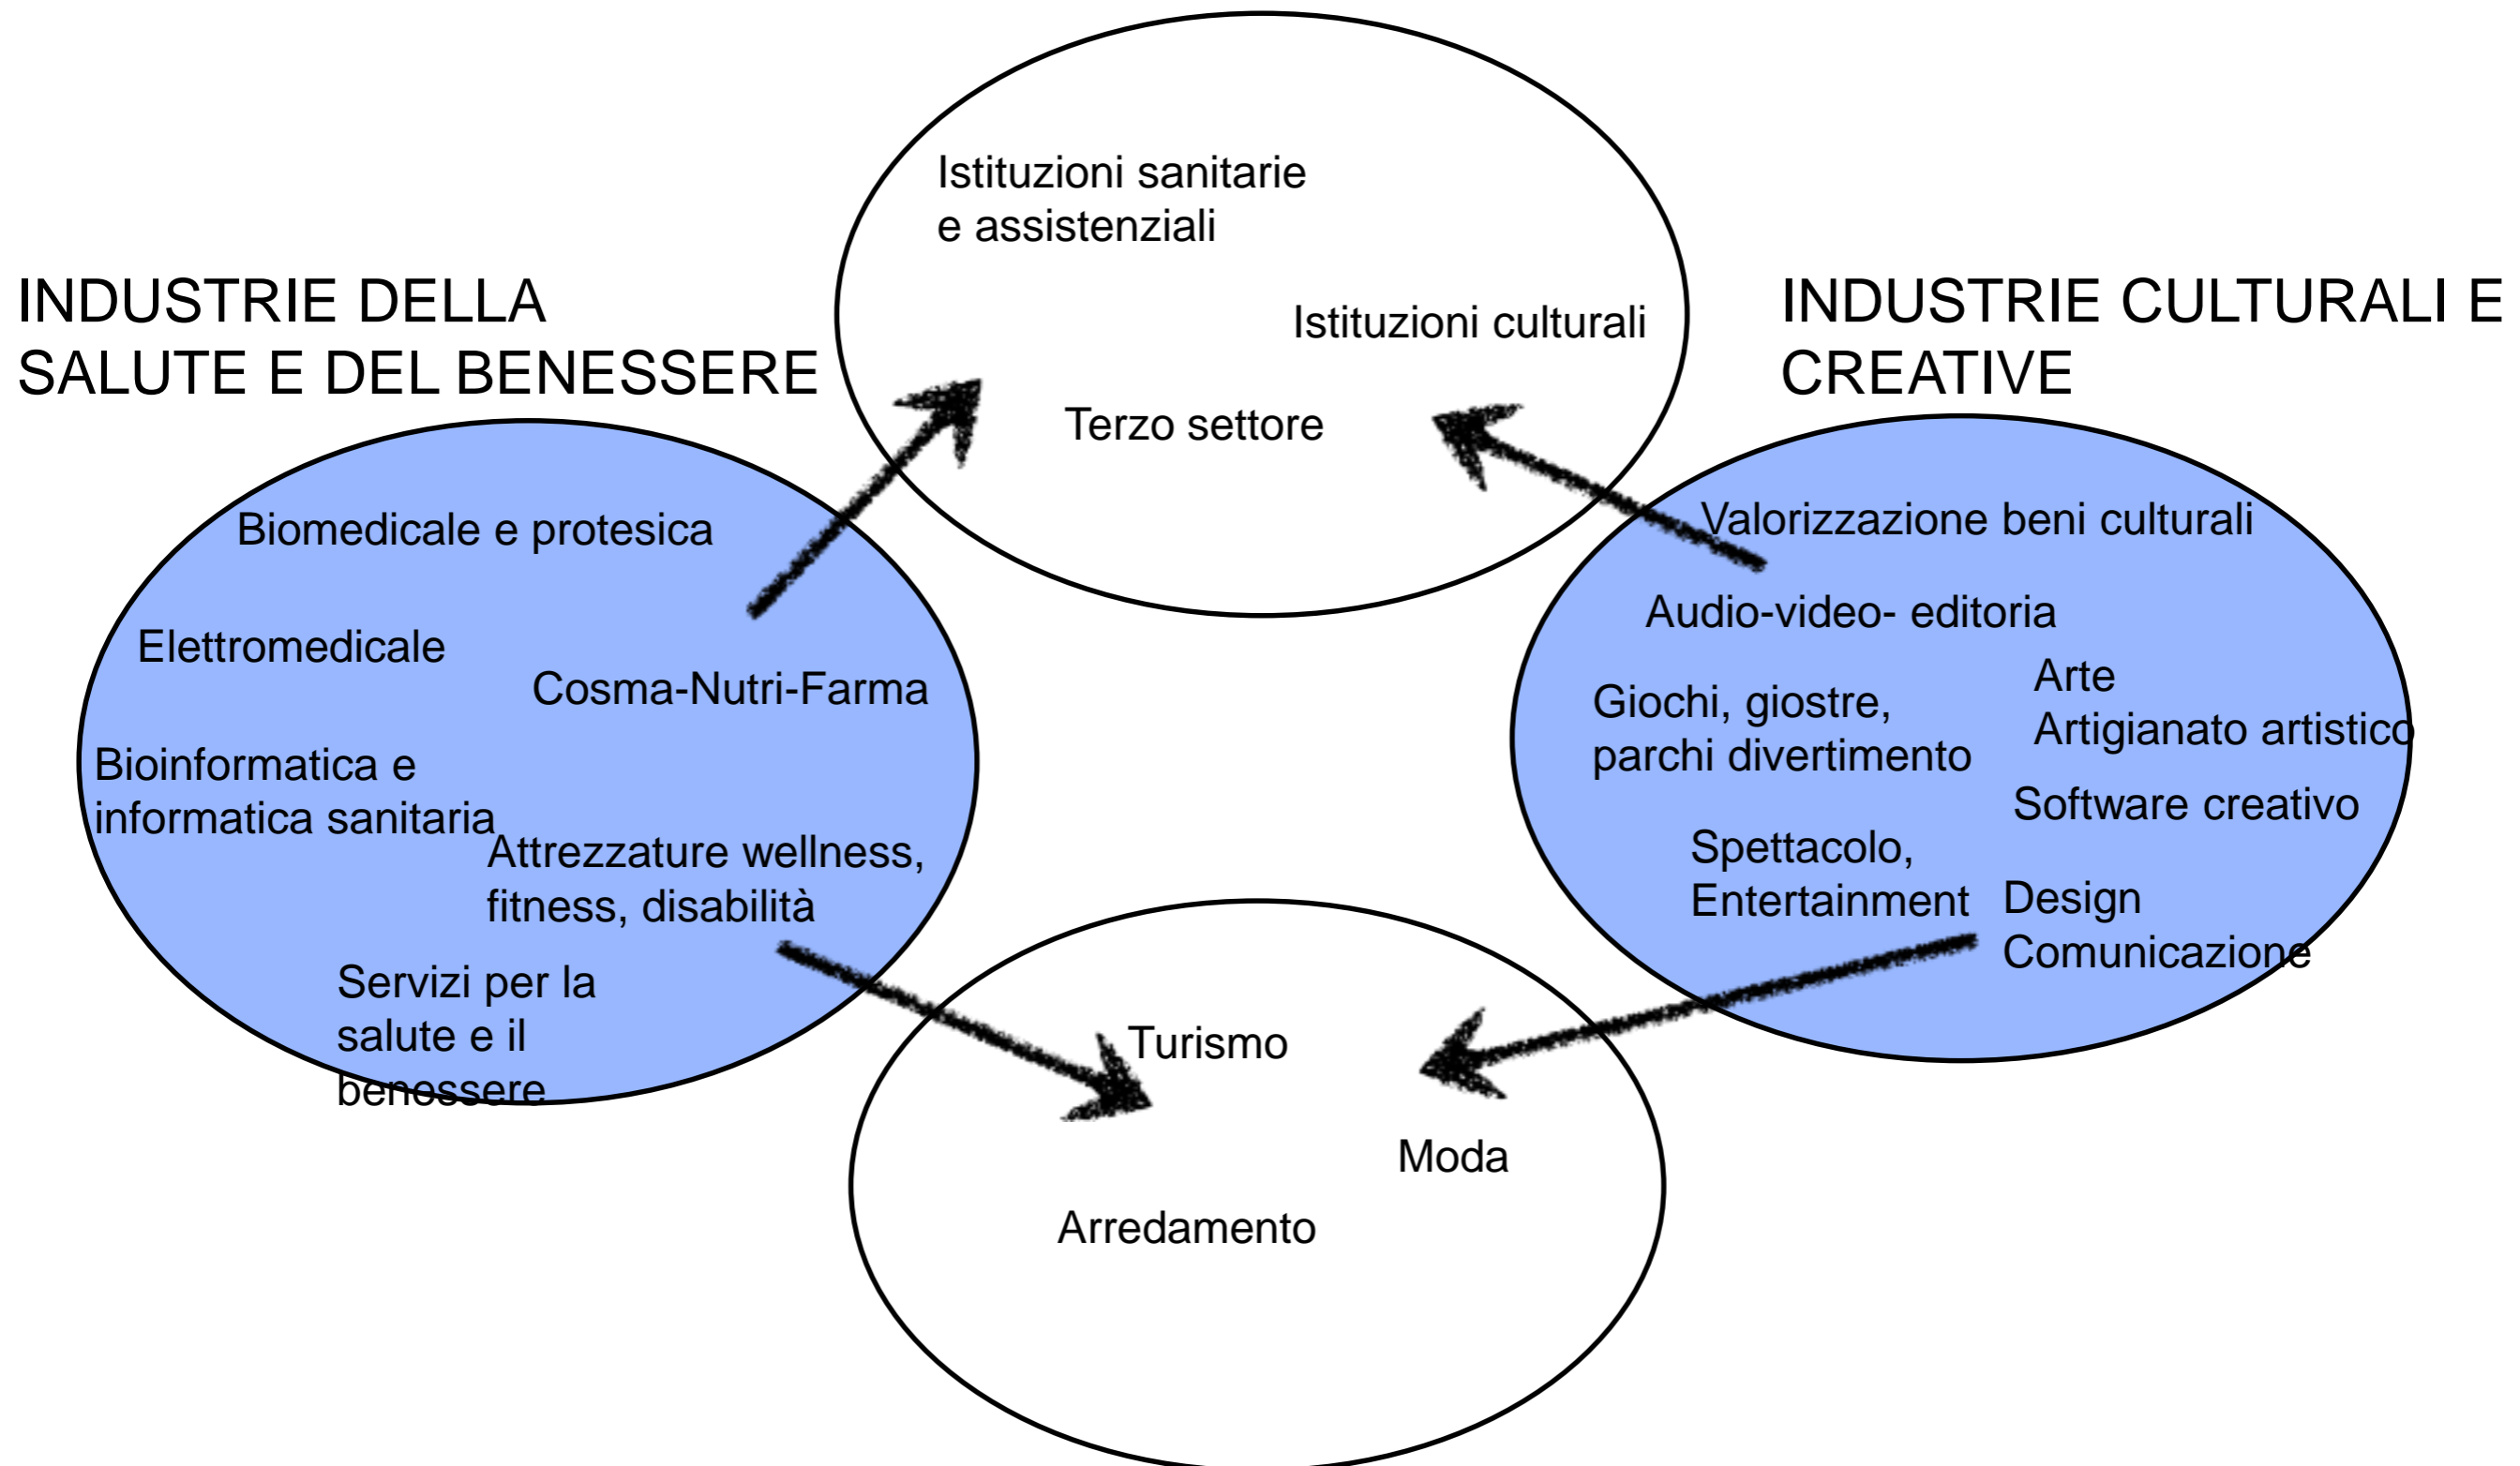 Istituzioni sanitarie
e assistenziali
Istituzioni culturali
Terzo settore
INDUSTRIE DELLA
SALUTE E DEL BENESSERE
Biomedicale e protesica
Elettromedicale
Cosma-Nutri-Farma
Bioinformatica e
informatica sanitaria
Attrezzature wellness,
fitness, disabilità
Servizi per la
salute e il
benessere
INDUSTRIE CULTURALI E
CREATIVE
Valorizzazione beni culturali
Audio-video- editoria
Arte
Artigianato artistico
Giochi, giostre,
parchi divertimento
Software creativo
Spettacolo,
Entertainment
Design
Comunicazione
Turismo
Moda
Arredamento